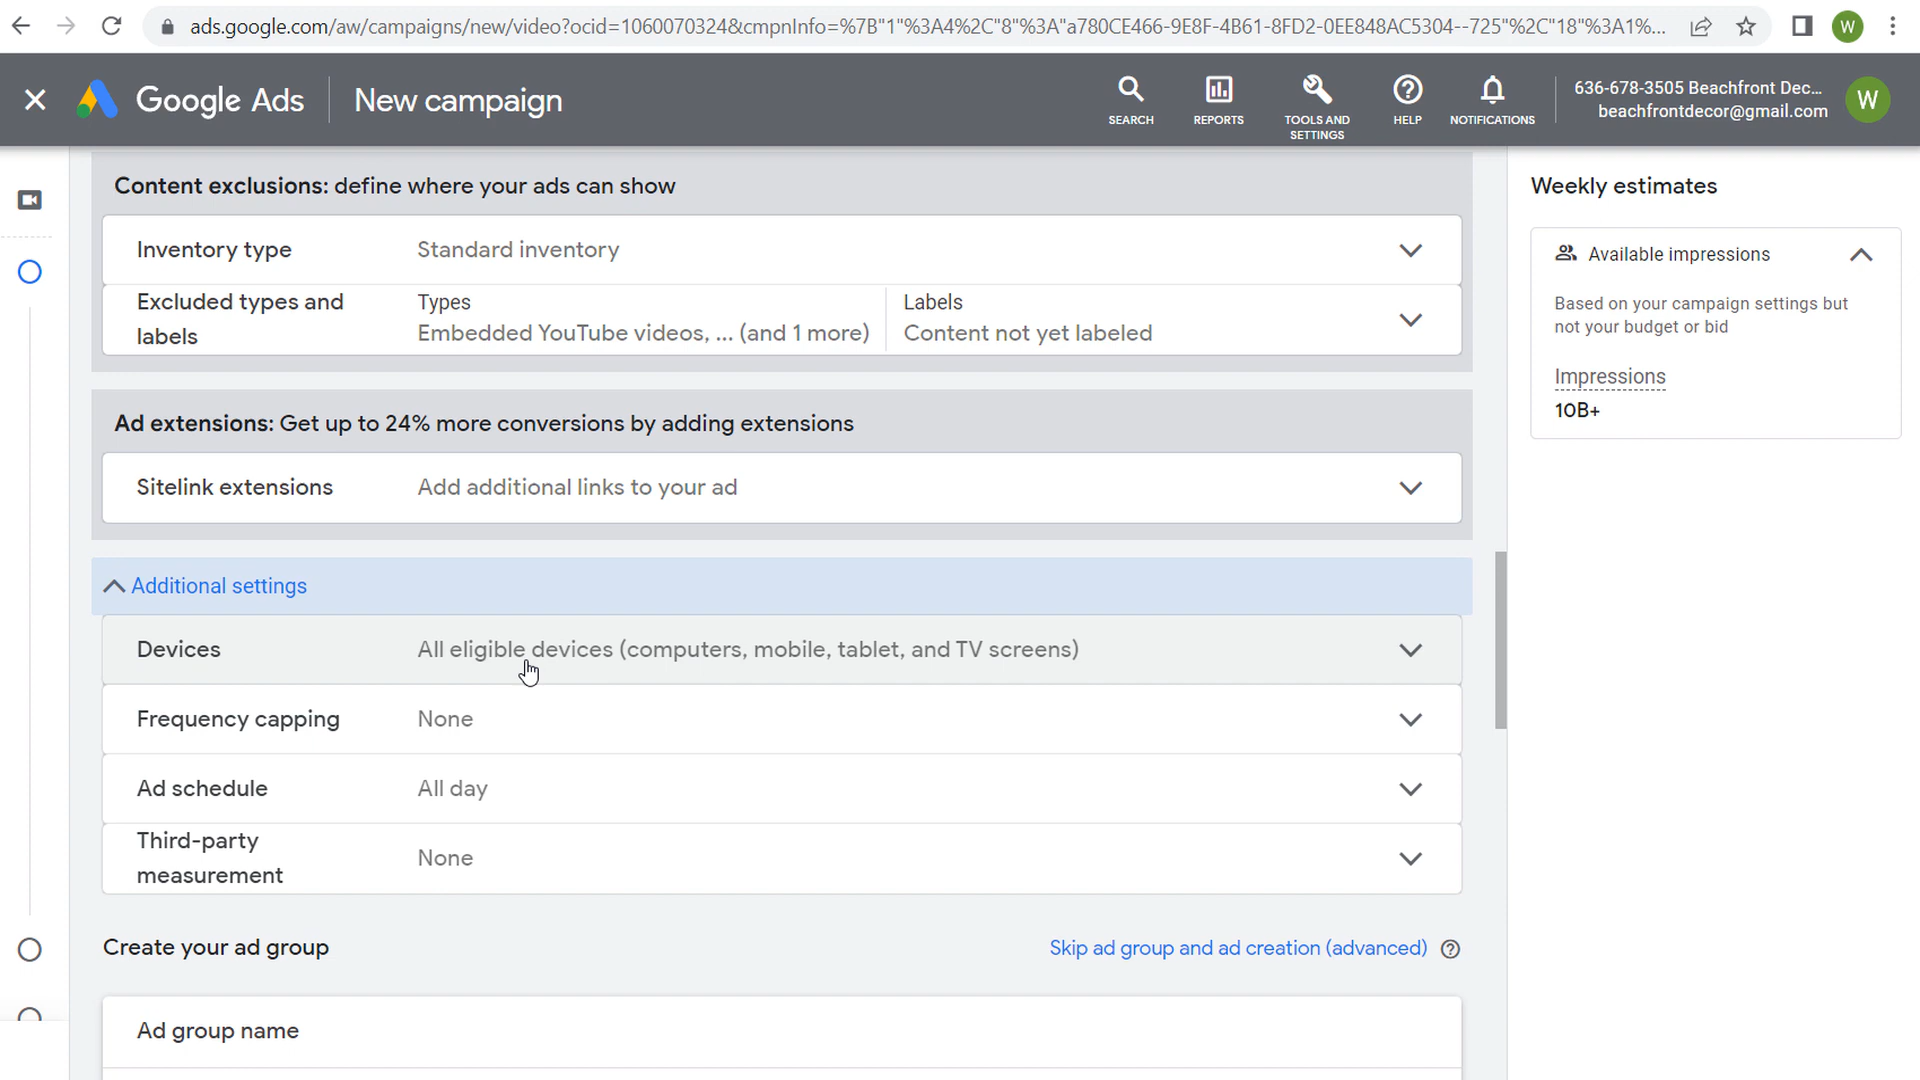 ads.google.com/aw/campaigns/new/video?ocid=1060070324&cmpnInfo=%7B"1"%3A4%2C"8"%3A"a780CE466-9E8F-4B61-8FD2-0EE848AC5304--725"%2C"18"%3A1%...
W
Google Ads
New campaign
SEARCH
REPORTS
TOOLS AND
SETTINGS
HELP
NOTIFICATIONS
636-678-3505 Beachfront Dec...
beachfrontdecor@gmail.com
W
Content exclusions: define where your ads can show
Inventory type
Standard inventory
Excluded types and
labels
Types
Embedded YouTube videos, ... (and 1 more)
Labels
Content not yet labeled
Ad extensions: Get up to 24% more conversions by adding extensions
Sitelink extensions
Add additional links to your ad
Additional settings
Devices
All eligible devices (computers, mobile, tablet, and TV screens)
Frequency capping
None
Ad schedule
All day
Third-party
measurement
None
Create your ad group
Skip ad group and ad creation (advanced)
Ad group name
Weekly estimates
Available impressions
Based on your campaign settings but
not your budget or bid
Impressions
10B+